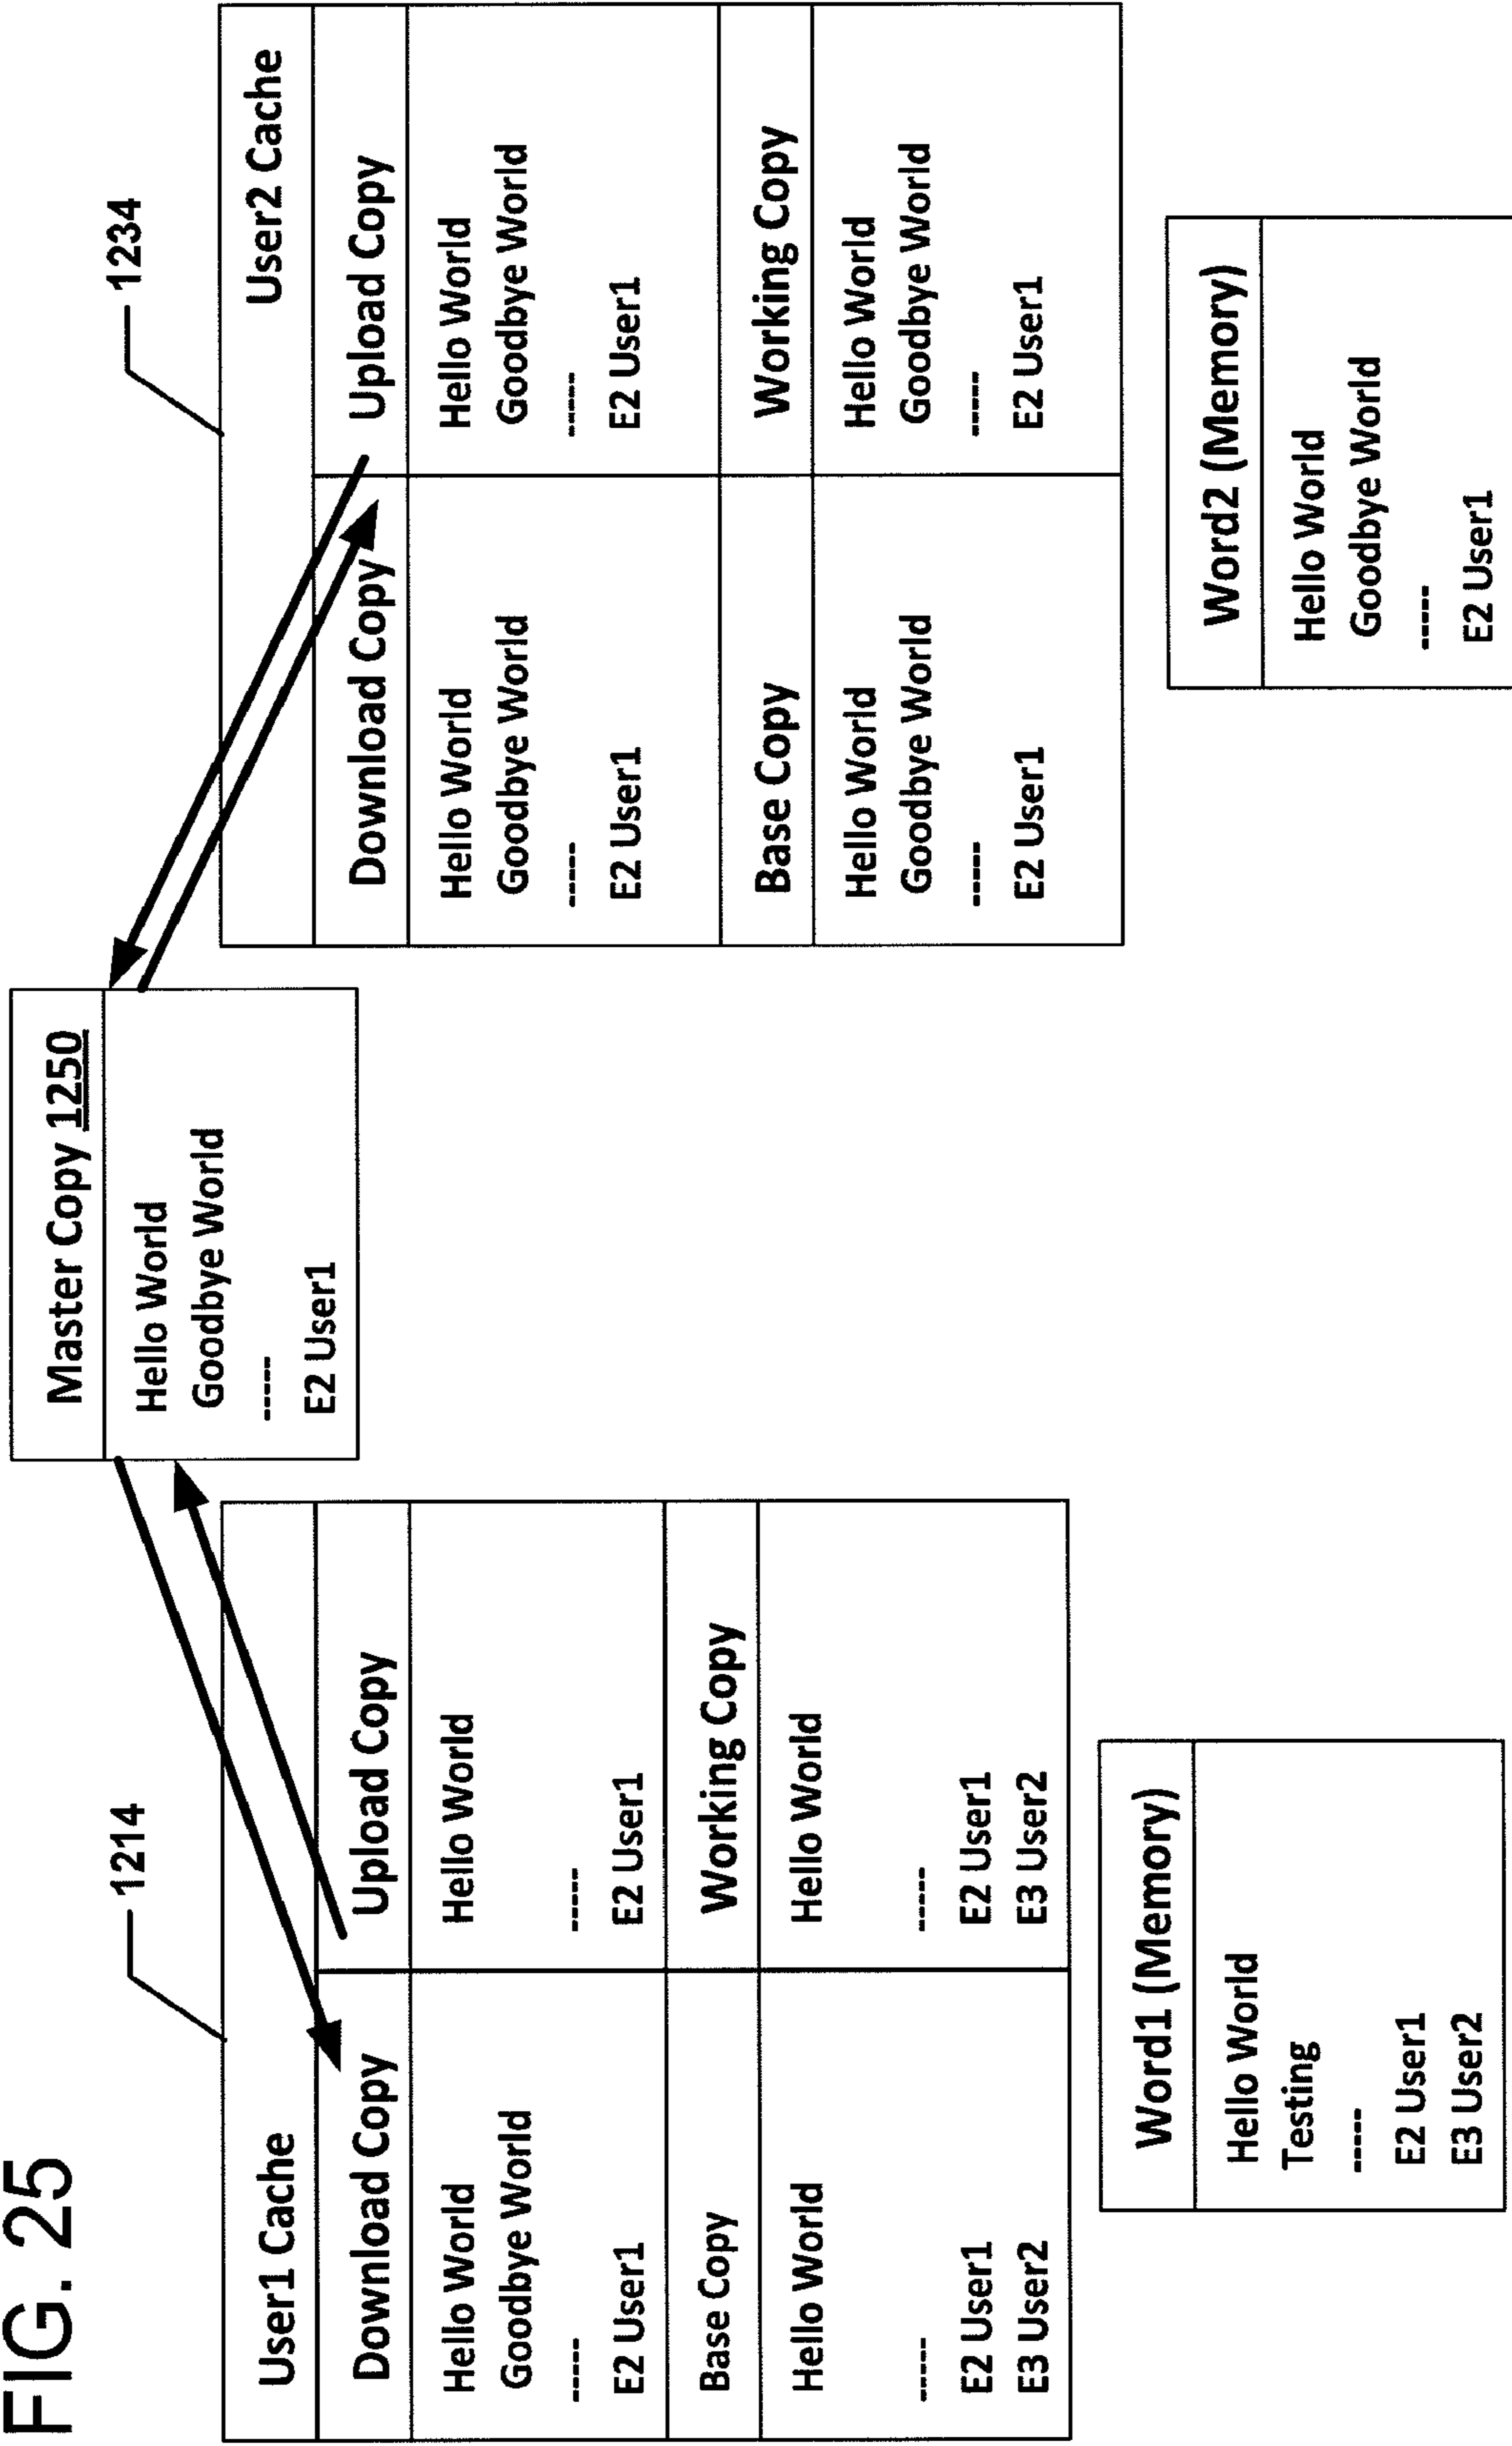 FIG. 25
Master Copy 1250
Hello World
Goodbye World
-----
E2 User1
1214
User1 Cache
Download Copy
Hello World
Goodbye World
-----
E2 User1
Upload Copy
Hello World
-----
E2 User1
Base Copy
Hello World
-----
E2 User1
E3 User2
Working Copy
Hello World
-----
E2 User1
E3 User2
Word1 (Memory)
Hello World
Testing
-----
E2 User1
E3 User2
1234
User2 Cache
Download Copy
Hello World
Goodbye World
-----
E2 User1
Upload Copy
Hello World
Goodbye World
-----
E2 User1
Base Copy
Hello World
Goodbye World
-----
E2 User1
Working Copy
Hello World
Goodbye World
-----
E2 User1
Word2 (Memory)
Hello World
Goodbye World
-----
E2 User1